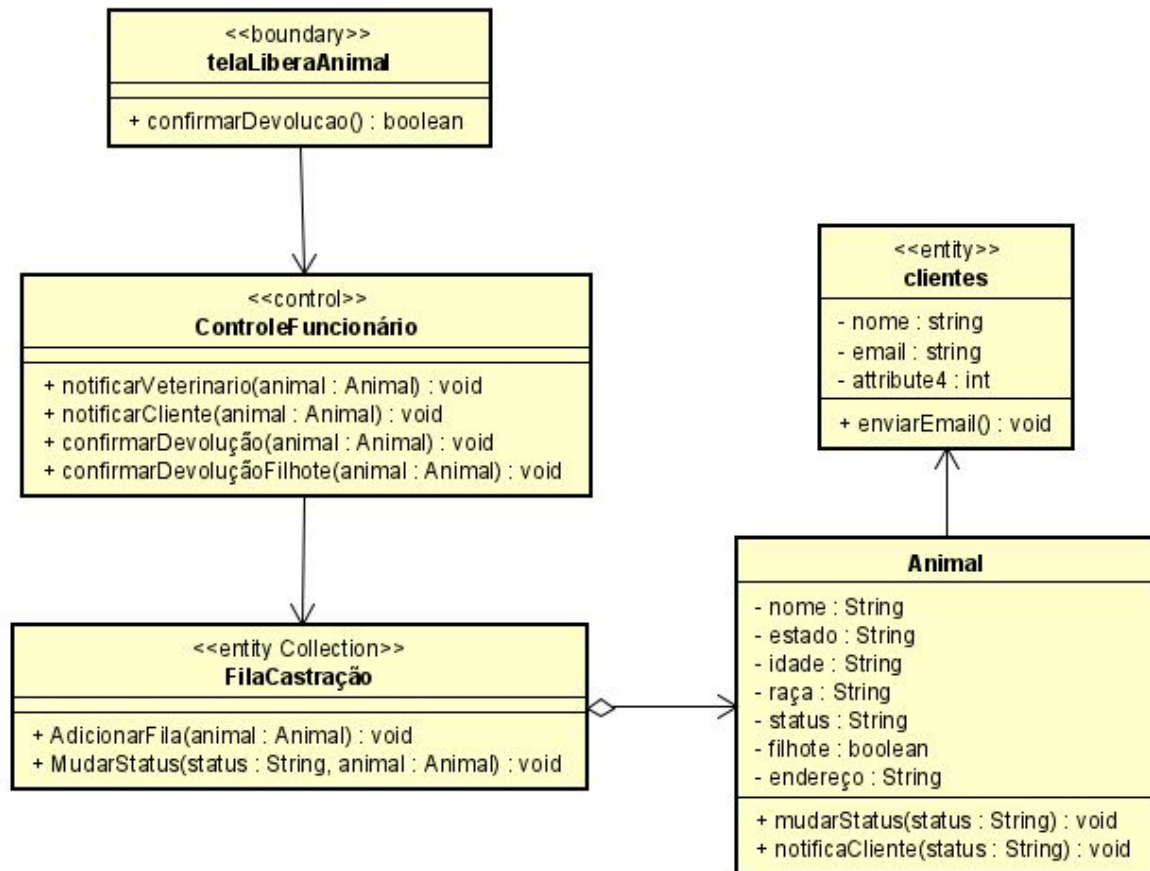 <<boundary>>
telaLiberaAnimal
+ confirmarDevolucao() : boolean
<<control>>
ControleFuncionário
+ notificarVeterinario(animal : Animal) : void
+ notificarCliente(animal : Animal) : void
+ confirmarDevolução(animal : Animal) : void
+ confirmarDevoluçãoFilhote(animal : Animal) : void
<<entity Collection>>
FilaCastração
+ AdicionarFila(animal : Animal) : void
+ MudarStatus(status : String, animal : Animal) : void
<<entity>>
clientes
- nome : string
- email : string
- attribute4 : int
+ enviarEmail() : void
Animal
- nome : String
- estado : String
- idade : String
- raça : String
- status : String
- filhote : boolean
- endereço : String
+ mudarStatus(status : String) : void
+ notificaCliente(status : String) : void